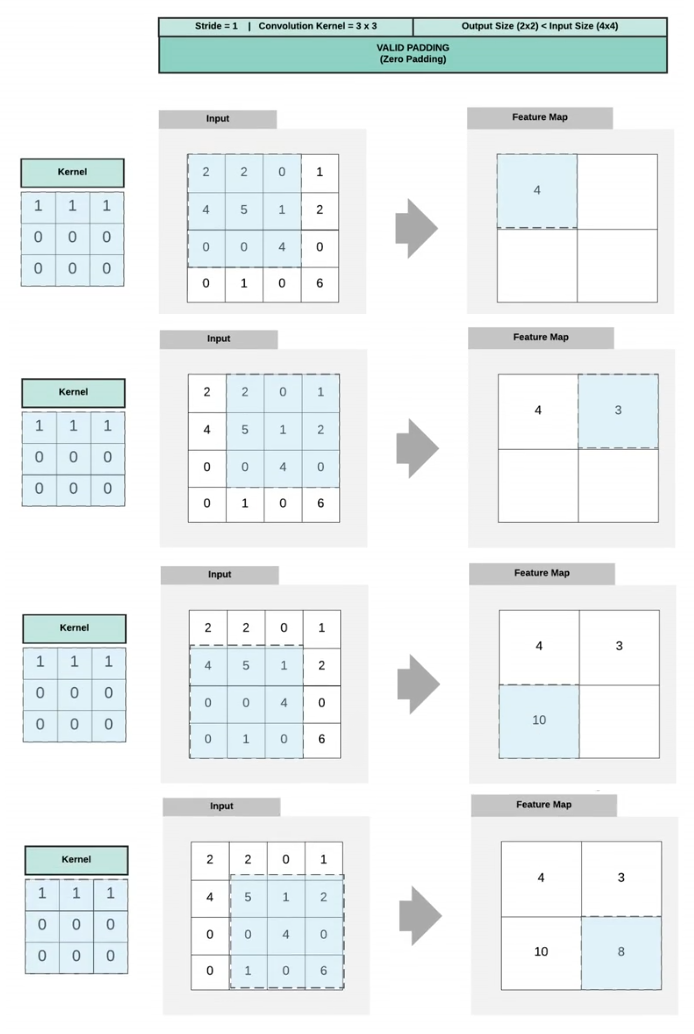 Stride = 1 | Convolution Kernel = 3 x 3 Output Size (2x2) < Input Size (4x4)
VALID PADDING
(Zero Padding)
Input Feature Map
Kernel
2 2 0 1
4 5 1 2
0 0 4 0
0 1 0 6
1 1 1
0 0 0
0 0 0
4
Input Feature Map
Kernel
2 2 0 1
4 5 1 2
0 0 4 0
0 1 0 6
1 1 1
0 0 0
0 0 0
4 3
Input Feature Map
Kernel
2 2 0 1
4 5 1 2
0 0 4 0
0 1 0 6
1 1 1
0 0 0
0 0 0
4 3
10
Input Feature Map
Kernel
2 2 0 1
4 5 1 2
0 0 4 0
0 1 0 6
1 1 1
0 0 0
0 0 0
4 3
10 8